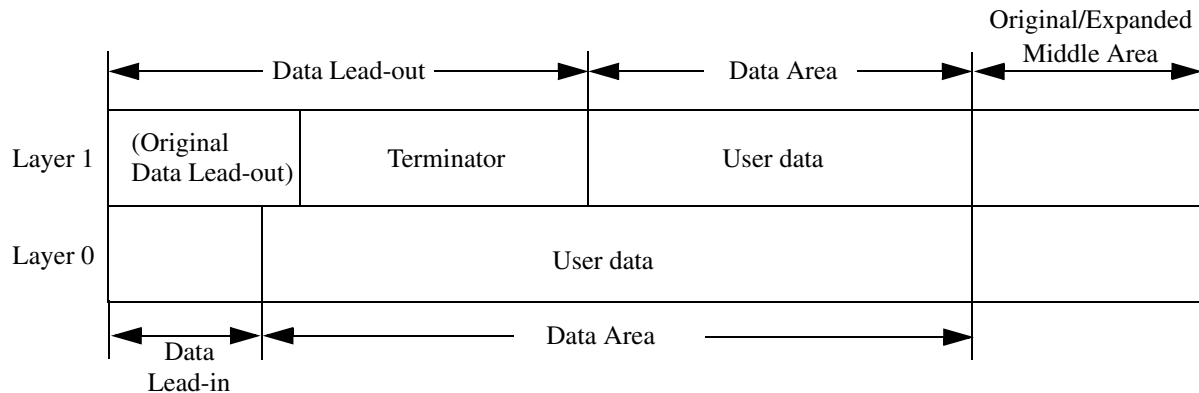 Original/Expanded
Middle Area
Data Lead-out
Data Area
Layer 1
(Original
Data Lead-out)
Terminator
User data
Layer 0
User data
Data
Lead-in
Data Area